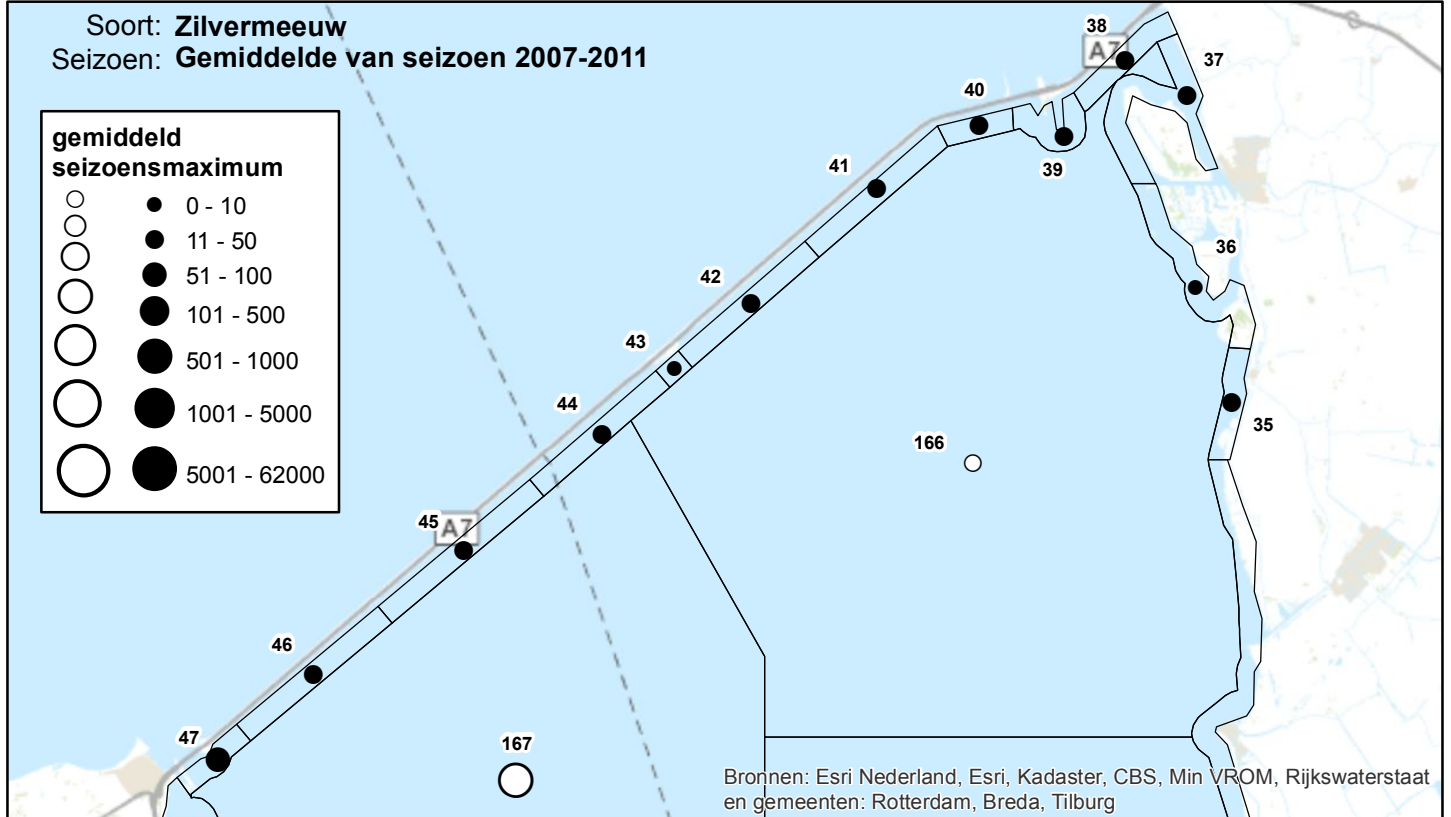 Soort: Zilvermeeuw
Seizoen: Gemiddelde van seizoen 2007-2011
gemiddeld
seizoensmaximum
0 - 10
11 - 50
51 - 100
101 - 500
501 - 1000
1001 - 5000
5001 - 62000
38
A7
37
40
39
41
36
42
43
44
35
166
45
A7
46
47
167
Bronnen: Esri Nederland, Esri, Kadaster, CBS, Min VROM, Rijkswaterstaat
en gemeenten: Rotterdam, Breda, Tilburg